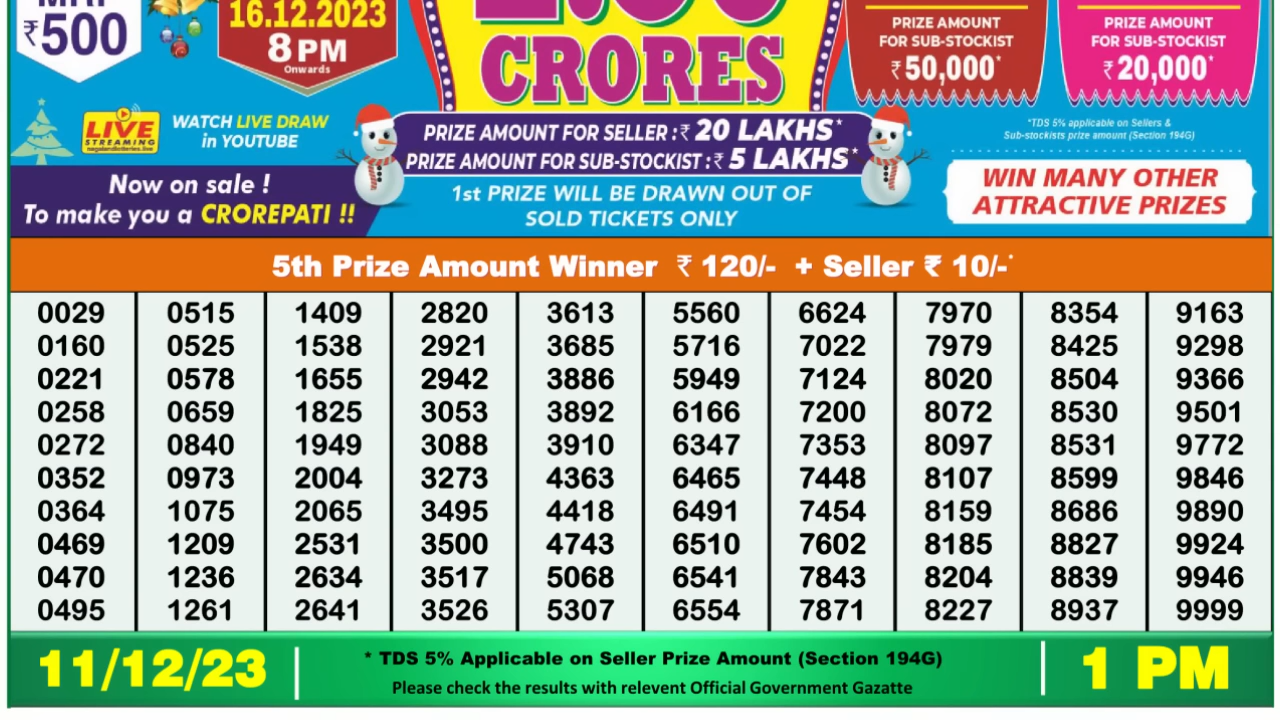 MRP
₹500
16.12.2023
8 PM
Onwards
CRORES
PRIZE AMOUNT
FOR SUB-STOCKIST
₹50,000*
PRIZE AMOUNT
FOR SUB-STOCKIST
₹20,000*
LIVE
STREAMING
nagalandlotteries.live
WATCH LIVE DRAW
in YOUTUBE
PRIZE AMOUNT FOR SELLER :₹ 20 LAKHS*
PRIZE AMOUNT FOR SUB-STOCKIST :₹ 5 LAKHS*
*TDS 5% applicable on Sellers &
Sub-stockists prize amount (Section 194G)
Now on sale !
To make you a CROREPATI !!
1st PRIZE WILL BE DRAWN OUT OF
SOLD TICKETS ONLY
WIN MANY OTHER
ATTRACTIVE PRIZES
5th Prize Amount Winner ₹ 120/- + Seller ₹ 10/-*
0029 0515 1409 2820 3613 5560 6624 7970 8354 9163
0160 0525 1538 2921 3685 5716 7022 7979 8425 9298
0221 0578 1655 2942 3886 5949 7124 8020 8504 9366
0258 0659 1825 3053 3892 6166 7200 8072 8530 9501
0272 0840 1949 3088 3910 6347 7353 8097 8531 9772
0352 0973 2004 3273 4363 6465 7448 8107 8599 9846
0364 1075 2065 3495 4418 6491 7454 8159 8686 9890
0469 1209 2531 3500 4743 6510 7602 8185 8827 9924
0470 1236 2634 3517 5068 6541 7843 8204 8839 9946
0495 1261 2641 3526 5307 6554 7871 8227 8937 9999
11/12/23
* TDS 5% Applicable on Seller Prize Amount (Section 194G)
Please check the results with relevent Official Government Gazatte
1 PM